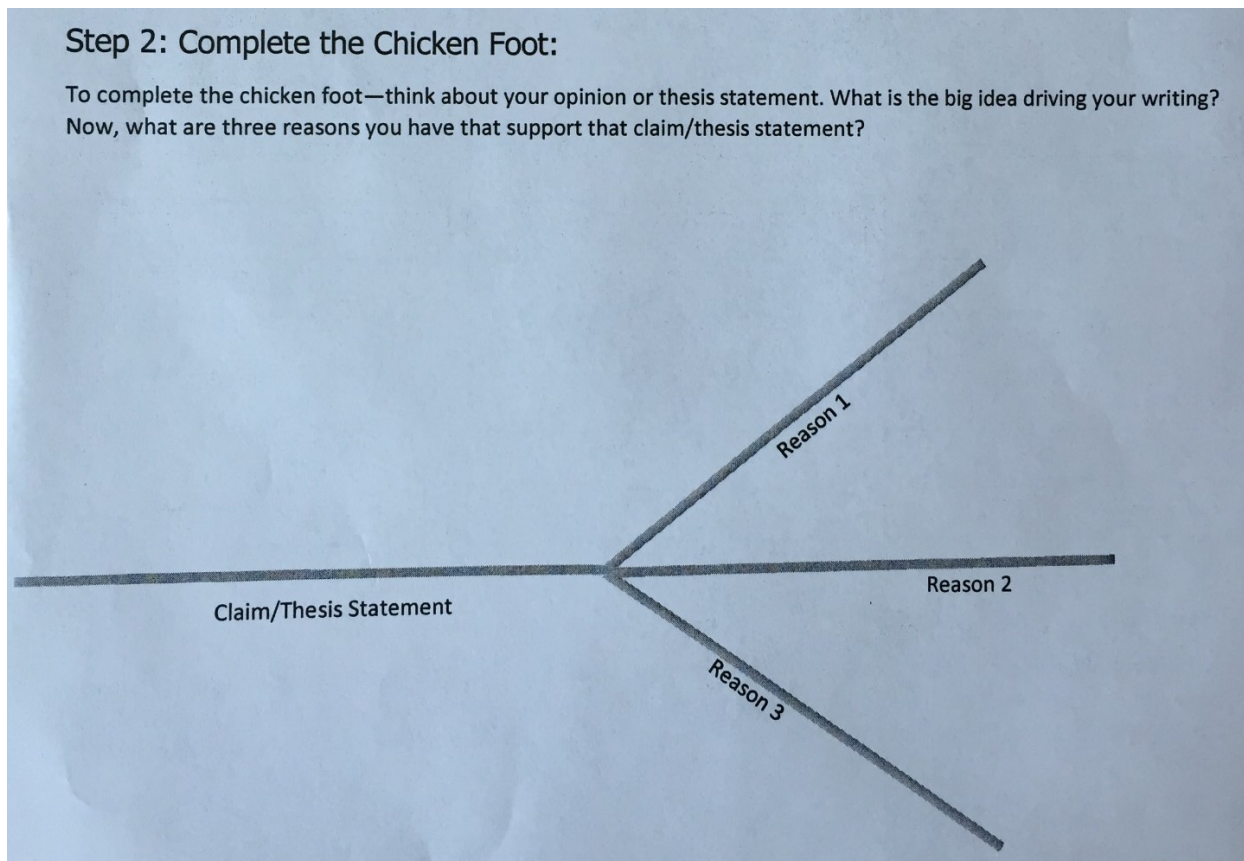 Step 2: Complete the Chicken Foot:
To complete the chicken foot—think about your opinion or thesis statement. What is the big idea driving your writing?
Now, what are three reasons you have that support that claim/thesis statement?
Reason 1
Reason 2
Claim/Thesis Statement
Reason 3